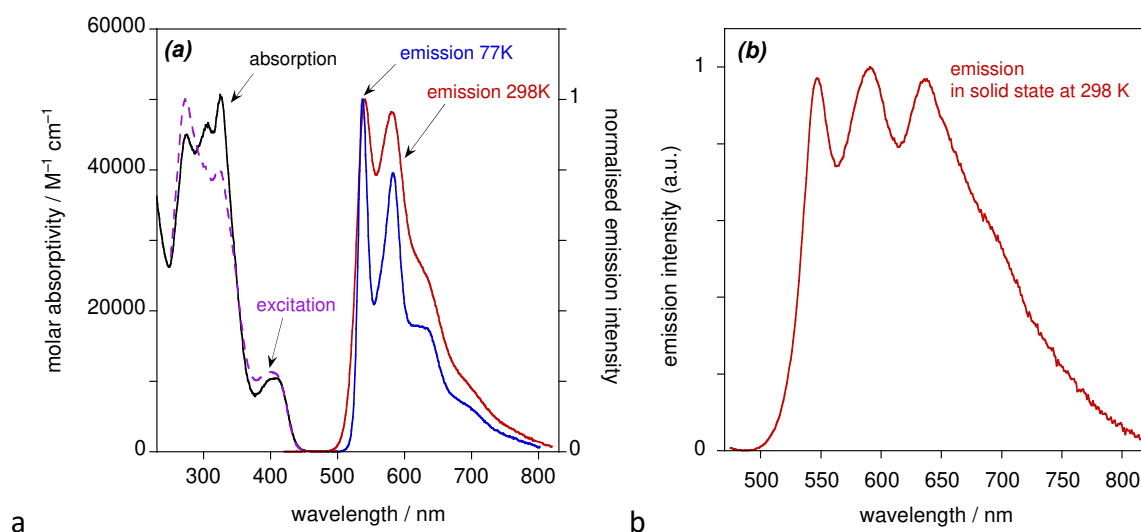 (a)
absorption
emission 77K
emission 298K
excitation
60000
40000
20000
0
molar absorptivity / M⁻¹ cm⁻¹
1
0
normalised emission intensity
300 400 500 600 700 800
wavelength / nm
a
(b)
emission
in solid state at 298 K
1
0
emission intensity (a.u.)
500 550 600 650 700 750 800
wavelength / nm
b